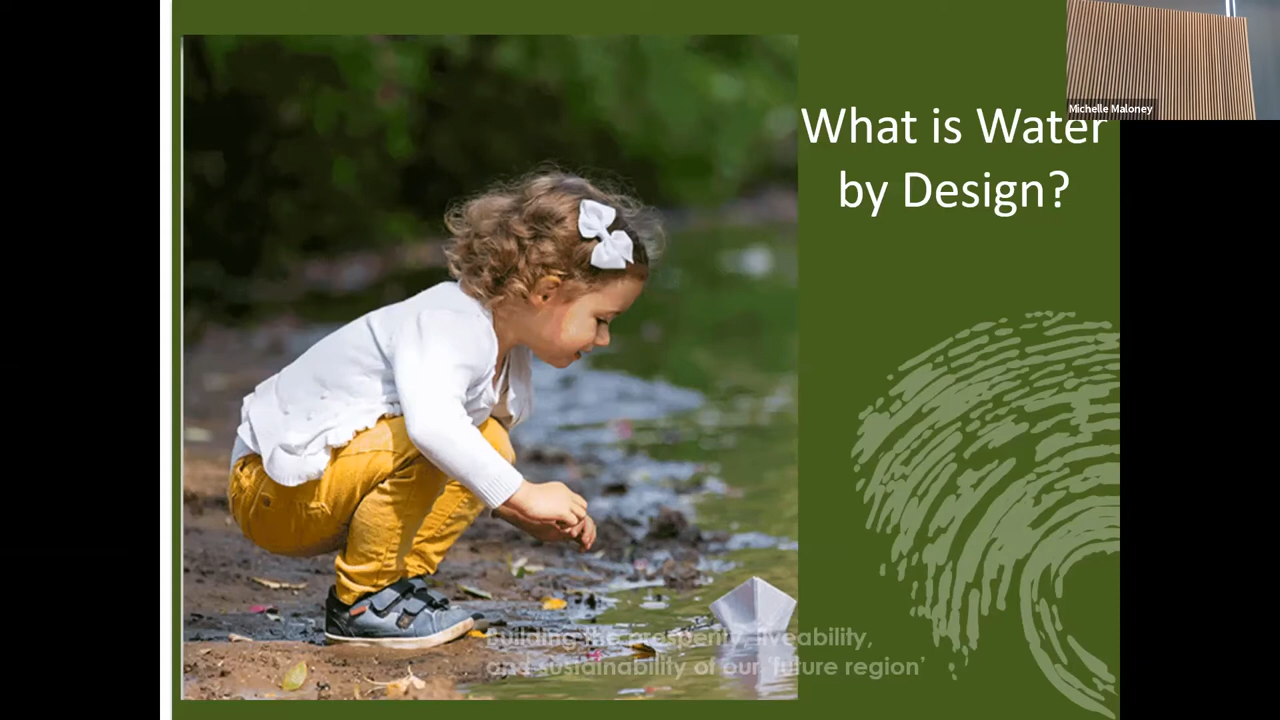 What is Water
by Design?
Michelle Maloney
Building the prosperity, liveability,
and sustainability of our 'future region'